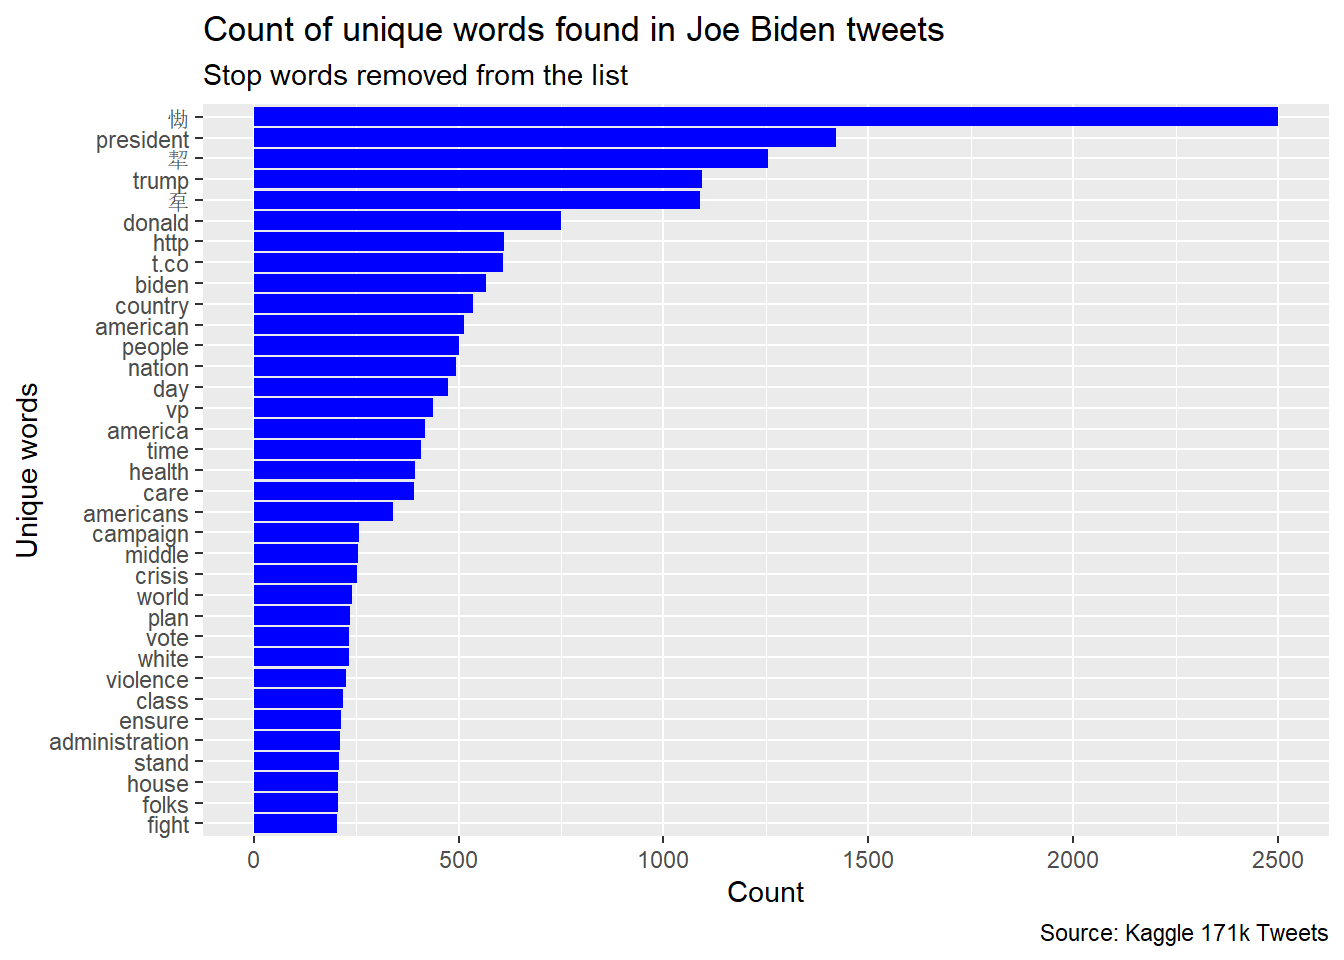 Count of unique words found in Joe Biden tweets
Stop words removed from the list
president
trump
donald
http
t.co
biden
country
american
people
nation
day
vp
america
time
health
care
americans
campaign
middle
crisis
world
plan
vote
white
violence
class
ensure
administration
stand
house
folks
fight
Unique words
0 500 1000 1500 2000 2500
Count
Source: Kaggle 171k Tweets